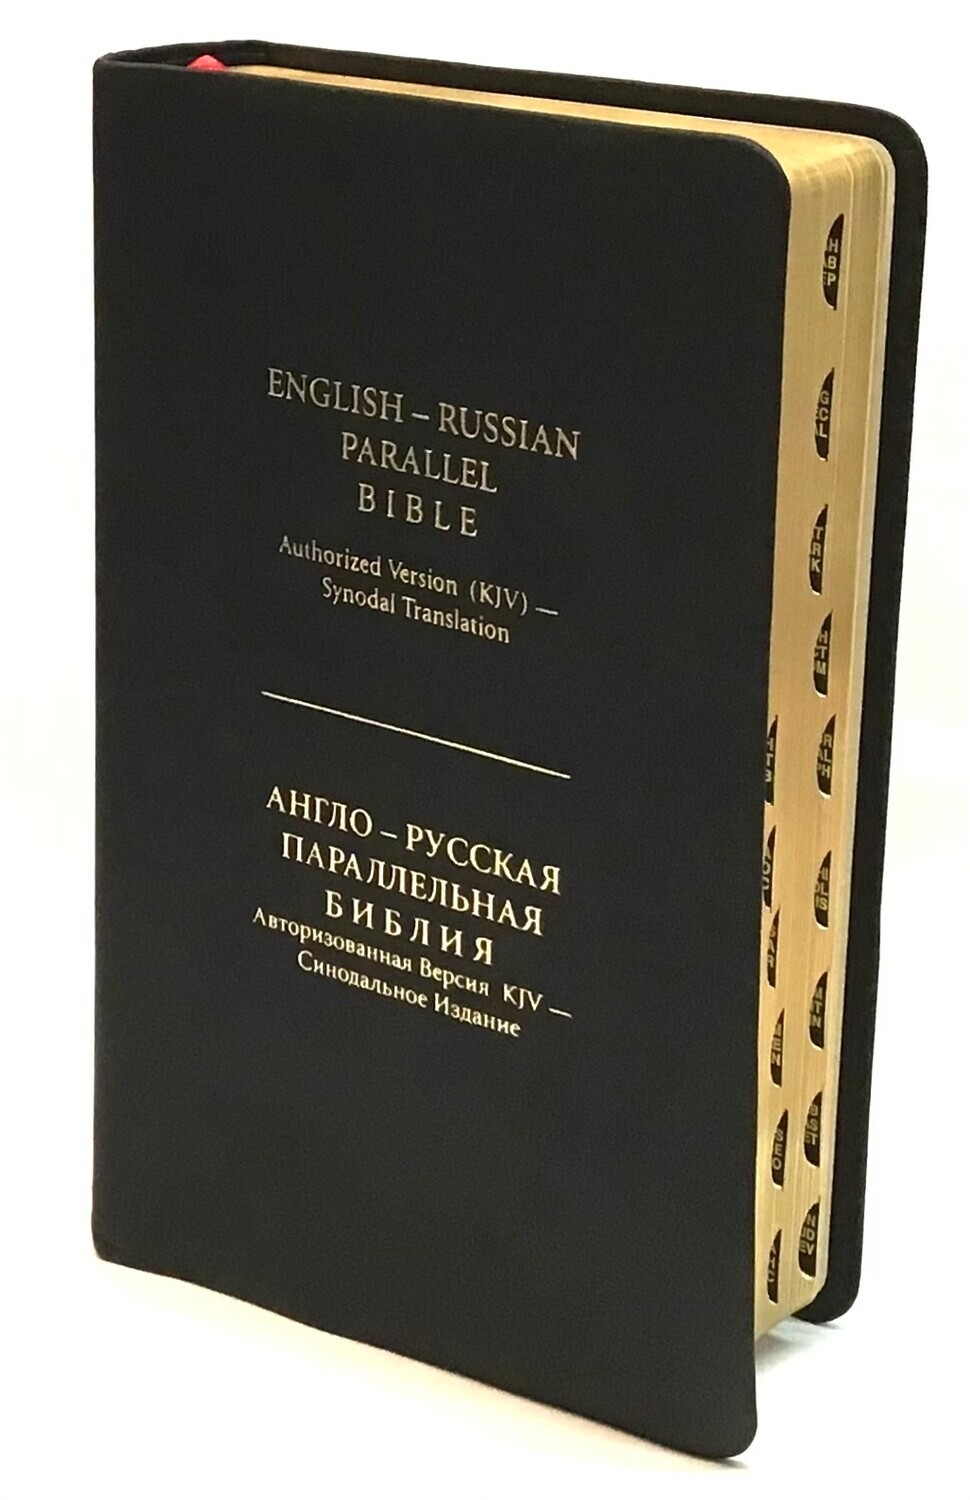 ENGLISH – RUSSIAN
PARALLEL
BIBLE
Authorized Version (KJV) —
Synodal Translation
АНГЛО – РУССКАЯ
ПАРАЛЛЕЛЬНАЯ
БИБЛИЯ
Авторизованная Версия KJV —
Синодальное Издание